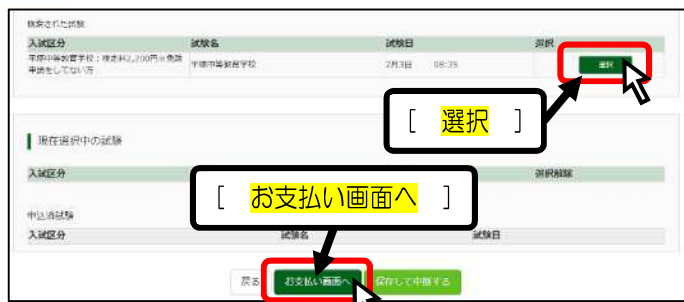 検索された試験
入試区分 試験名 試験日 選択
平塚中等教育学校：検定料2,200円※免除 平塚中等教育学校 2月3日 08:35 選択
申請をしてない方
[ 選択 ]
現在選択中の試験
入試区分 選択解除
[ お支払い画面へ ]
申込済試験
入試区分 試験名 試験日
戻る お支払い画面へ 保存して中断する